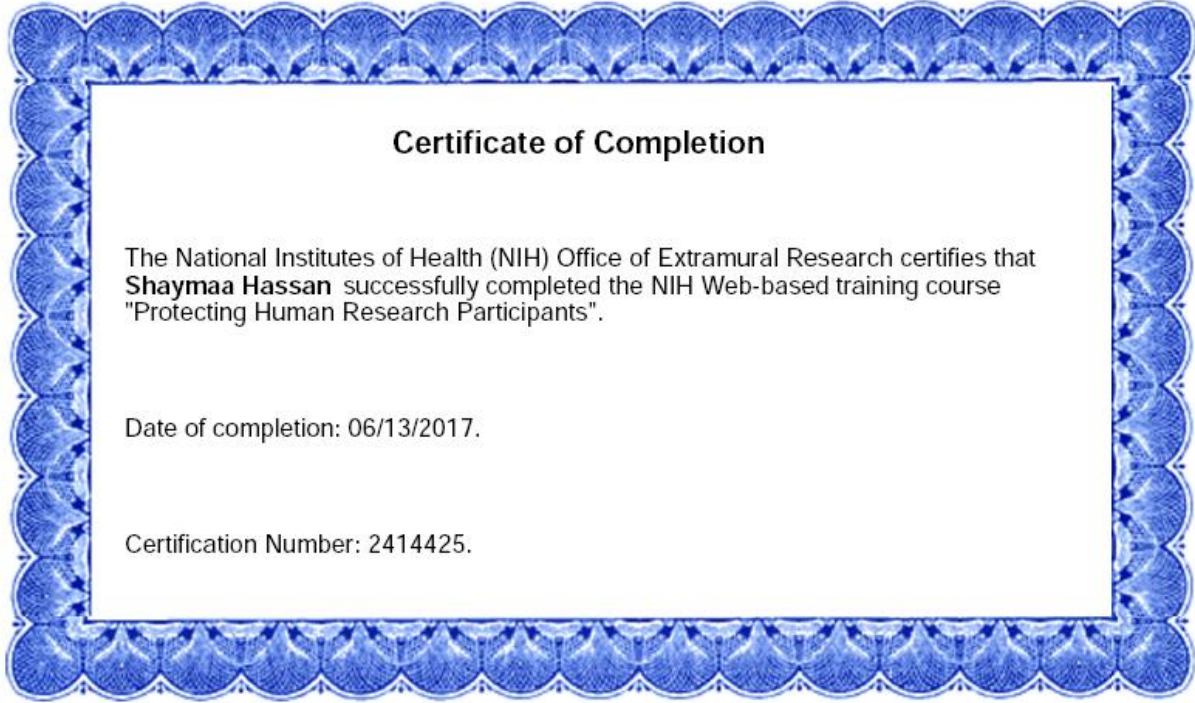 Certificate of Completion
The National Institutes of Health (NIH) Office of Extramural Research certifies that
Shaymaa Hassan successfully completed the NIH Web-based training course
"Protecting Human Research Participants".
Date of completion: 06/13/2017.
Certification Number: 2414425.